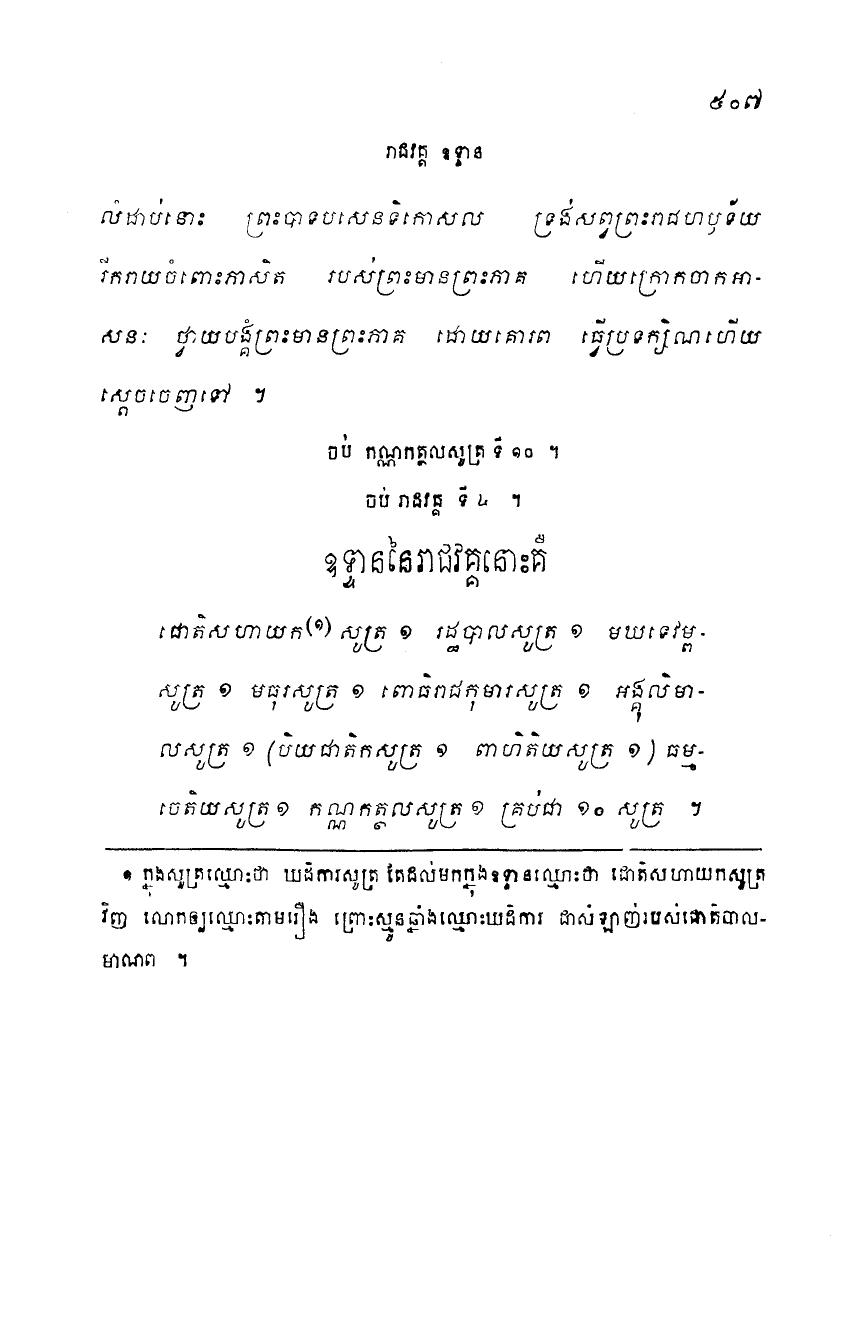 ៥០៧
រាជវគ្គ ឧទ្ទាន
លំដាប់នោះ ព្រះបាទបសេនទិកោសល ទ្រង់សព្វព្រះរាជហឫទ័យ
រីករាយចំពោះភាសិត របស់ព្រះមានព្រះភាគ ហើយក្រោកចាកអា-
សនៈ ថ្វាយបង្គំព្រះមានព្រះភាគ ដោយគោរព ធ្វើប្រទក្សិណហើយ
ស្តេចចេញទៅ ។
ចប់ កណ្ណកត្ថលសូត្រ ទី ១០ ។
ចប់ រាជវគ្គ ទី ៤ ។
ឧទ្ទាននៃរាជវគ្គនោះគឺ
ជោតិសហាយក(១) សូត្រ ១ រដ្ឋបាលសូត្រ ១ មឃទេវម្ព-
សូត្រ ១ មធុរសូត្រ ១ ពោធិរាជកុមារសូត្រ ១ អង្គុលិមា-
លសូត្រ ១ (បិយជាតិកសូត្រ ១ ពាហិតិយសូត្រ ១) ធម្ម-
ចេតិយសូត្រ ១ កណ្ណកត្ថលសូត្រ ១ គ្រប់ជា ១០ សូត្រ ។
១ ក្នុងសូត្រឈ្មោះថា ឃដិការសូត្រ តែដល់មកក្នុងឧទ្ទានឈ្មោះថា ជោតិសហាយកសូត្រ
វិញ លោកឲ្យឈ្មោះតាមរឿង ព្រោះស្មូនឆ្នាំងឈ្មោះឃដិការ ជាសំឡាញ់របស់ជោតិបាល-
មាណព ។